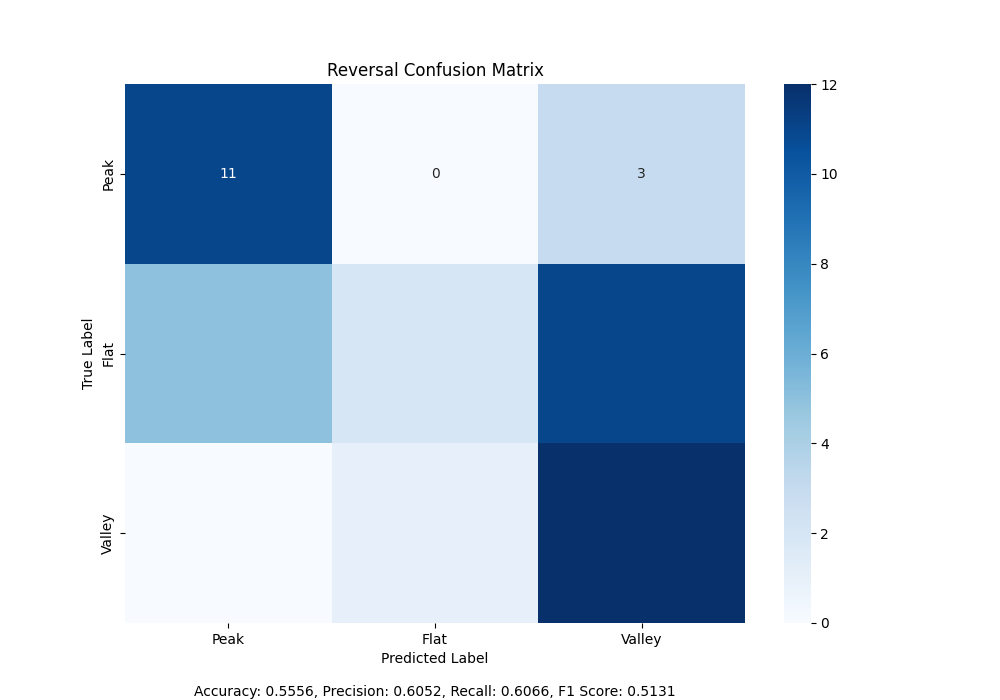 Reversal Confusion Matrix
12
Peak
11
0
3
10
8
True Label
Flat
6
4
Valley
2
0
Peak
Flat
Valley
Predicted Label
Accuracy: 0.5556, Precision: 0.6052, Recall: 0.6066, F1 Score: 0.5131